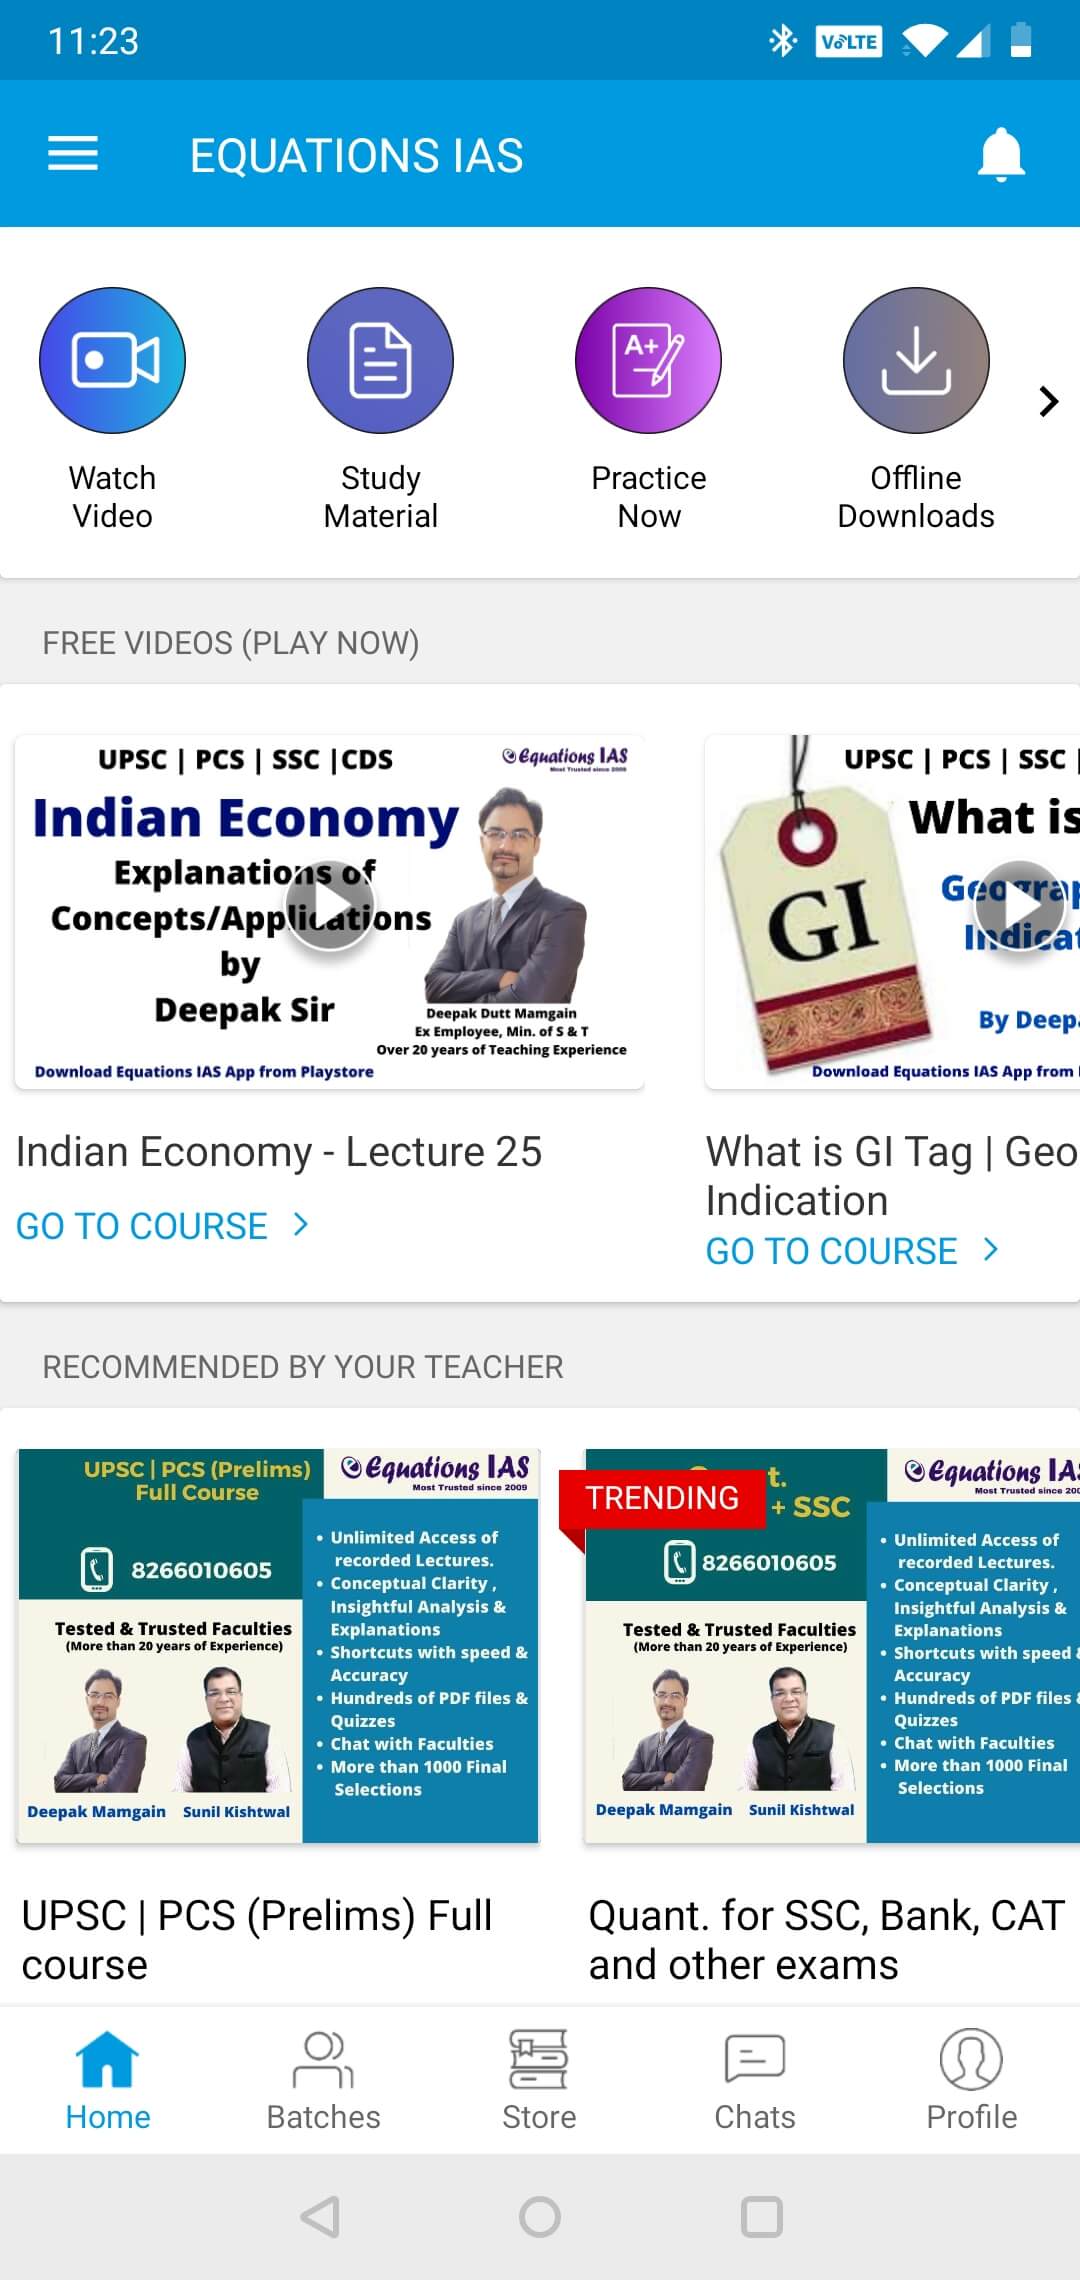 11:23
VoLTE
EQUATIONS IAS
A+
Watch
Video
Study
Material
Practice
Now
Offline
Downloads
FREE VIDEOS (PLAY NOW)
UPSC | PCS | SSC |CDS
Equations IAS
Most Trusted since 2009
Indian Economy
Explanations of
Concepts/Applications
by
Deepak Sir
Deepak Dutt Mamgain
Ex Employee, Min. of S & T
Over 20 years of Teaching Experience
Download Equations IAS App from Playstore
Indian Economy - Lecture 25
GO TO COURSE
UPSC | PCS | SSC |
What is
GI
By
Download Equations IAS App from
What is GI Tag | Geo
Indication
GO TO COURSE
RECOMMENDED BY YOUR TEACHER
UPSC | PCS (Prelims)
Full Course
Equations IAS
Most Trusted since 2009
8266010605
Tested & Trusted Faculties
(More than 20 years of Experience)
Deepak Mamgain Sunil Kishtwal
• Unlimited Access of
recorded Lectures.
• Conceptual Clarity ,
Insightful Analysis &
Explanations
• Shortcuts with speed &
Accuracy
• Hundreds of PDF files &
Quizzes
• Chat with Faculties
• More than 1000 Final
Selections
UPSC | PCS (Prelims) Full
course
TRENDING
t.
+ SSC
Equations
Most Trusted since
8266010605
Tested & Trusted Faculties
(More than 20 years of Experience)
Deepak Mamgain Sunil Kishtwal
• Unlimited Access of
recorded Lectures.
• Conceptual Clarity ,
Insightful Analysis &
Explanations
• Shortcuts with speed
Accuracy
• Hundreds of PDF files
Quizzes
• Chat with Faculties
• More than 1000 Final
Selections
Quant. for SSC, Bank, CAT
and other exams
Home
Batches
Store
Chats
Profile